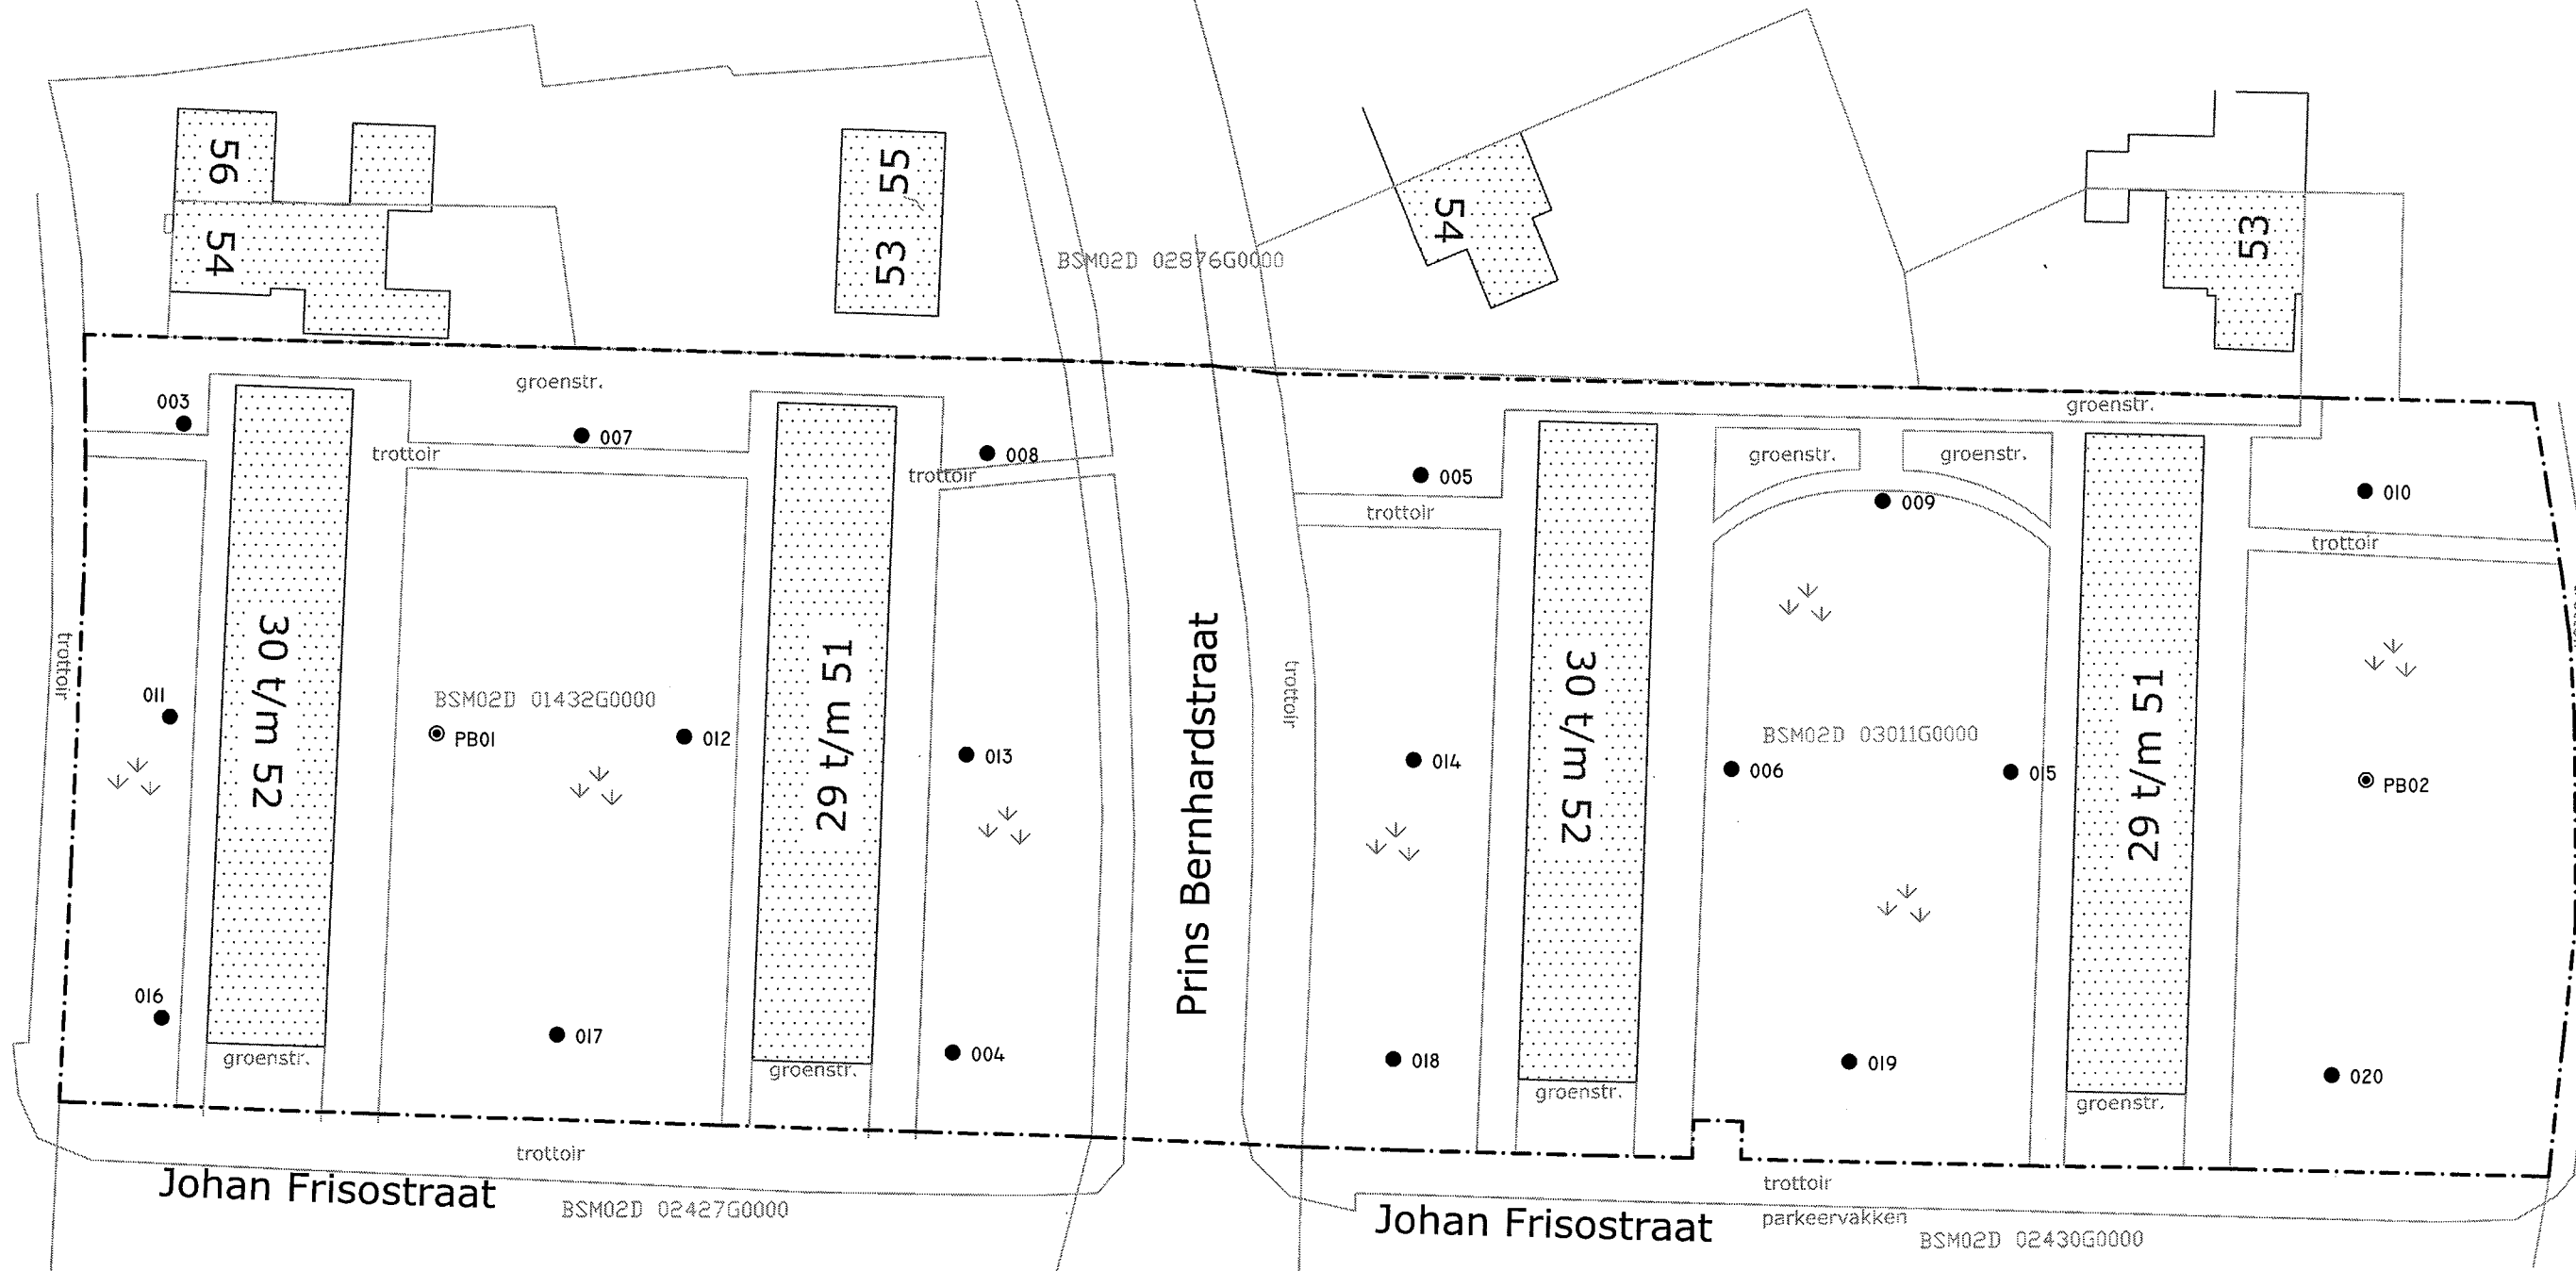 56
54
55
53
54
53
BSM02D 02876G0000
groenstr.
groenstr.
003
007
008
trottoir
trottoir
005
trottoir
groenstr.
groenstr.
009
010
trottoir
trottoir
30 t/m 52
29 t/m 51
Prins Bernhardstraat
trottoir
30 t/m 52
29 t/m 51
011
BSM02D 01432G0000
PB01
012
013
014
BSM02D 03011G0000
006
015
PB02
016
017
004
018
019
020
groenstr.
groenstr.
groenstr.
groenstr.
trottoir
trottoir
Johan Frisostraat
BSM02D 02427G0000
Johan Frisostraat
parkeervakken
BSM02D 02430G0000